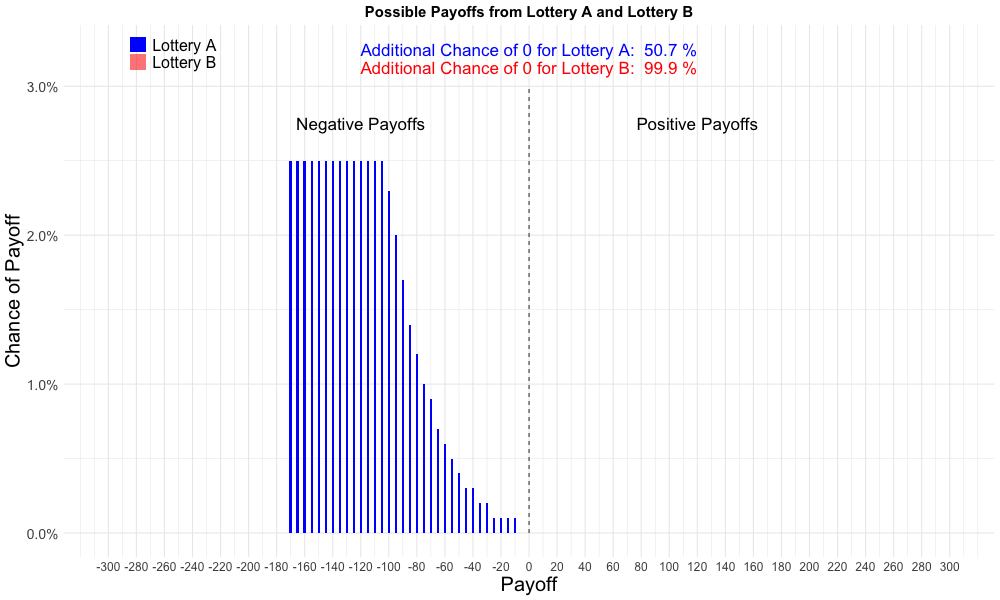 Possible Payoffs from Lottery A and Lottery B
Lottery A
Lottery B
Additional Chance of 0 for Lottery A: 50.7 %
Additional Chance of 0 for Lottery B: 99.9 %
Negative Payoffs
Positive Payoffs
Chance of Payoff
3.0%
2.0%
1.0%
0.0%
-300 -280 -260 -240 -220 -200 -180 -160 -140 -120 -100 -80 -60 -40 -20 0 20 40 60 80 100 120 140 160 180 200 220 240 260 280 300
Payoff